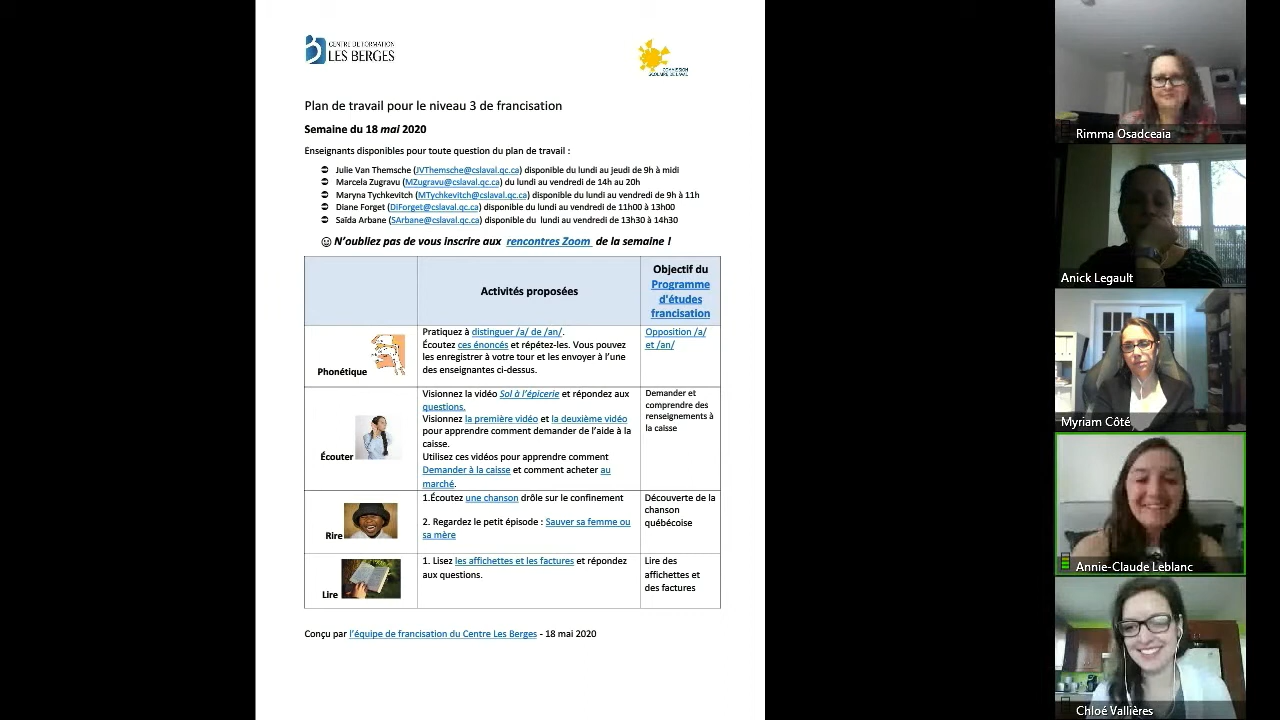 CENTRE DE FORMATION
LES BERGES
COMMISSION
SCOLAIRE DE LAVAL
Plan de travail pour le niveau 3 de francisation
Semaine du 18 mai 2020
Enseignants disponibles pour toute question du plan de travail :
Julie Van Themsche (JVThemsche@cslaval.qc.ca) disponible du lundi au jeudi de 9h à midi
Marcela Zugravu (MZugravu@cslaval.qc.ca) du lundi au vendredi de 14h au 20h
Maryna Tychkevitch (MTychkevitch@cslaval.qc.ca) disponible du lundi au vendredi de 9h à 11h
Diane Forget (DiForget@cslaval.qc.ca) disponible du lundi au vendredi de 11h00 à 13h00
Saïda Arbane (SArbane@cslaval.qc.ca) disponible du lundi au vendredi de 13h30 à 14h30
N'oubliez pas de vous inscrire aux rencontres Zoom de la semaine !
Activités proposées
Objectif du
Programme
d'études
francisation
Phonétique
Pratiquez à distinguer /a/ de /an/.
Écoutez ces énoncés et répétez-les. Vous pouvez
les enregistrer à votre tour et les envoyer à l'une
des enseignantes ci-dessus.
Opposition /a/
et /an/
Écouter
Visionnez la vidéo Sol à l'épicerie et répondez aux
questions.
Visionnez la première vidéo et la deuxième vidéo
pour apprendre comment demander de l'aide à la
caisse.
Utilisez ces vidéos pour apprendre comment
Demander à la caisse et comment acheter au
marché.
Demander et
comprendre des
renseignements à
la caisse
Rire
1.Écoutez une chanson drôle sur le confinement
2. Regardez le petit épisode : Sauver sa femme ou
sa mère
Découverte de la
chanson
québécoise
Lire
1. Lisez les affichettes et les factures et répondez
aux questions.
Lire des
affichettes et
des factures
Conçu par l'équipe de francisation du Centre Les Berges - 18 mai 2020
Rimma Osadceaia
Anick Legault
Myriam Côté
Annie-Claude Leblanc
Chloé Vallières